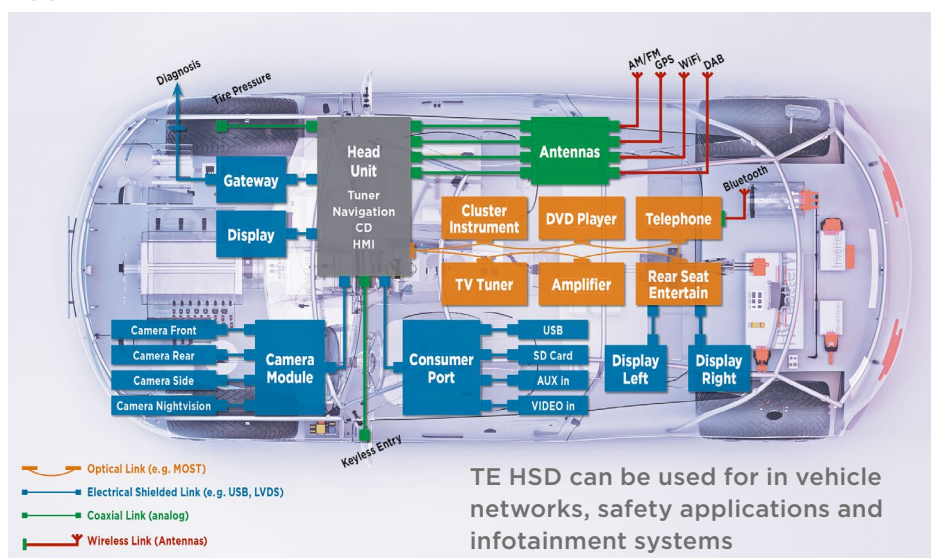 Diagnosis
Tire Pressure
AM/FM
GPS
WiFi
DAB
Head
Unit
Tuner
Navigation
CD
HMI
Antennas
Gateway
Display
Bluetooth
Cluster
Instrument
DVD Player
Telephone
TV Tuner
Amplifier
Rear Seat
Entertain
Camera Front
Camera Rear
Camera Side
Camera Nightvision
Camera
Module
Consumer
Port
USB
SD Card
AUX in
VIDEO in
Display
Left
Display
Right
Keyless Entry
Inverter
Optical Link (e.g. MOST)
Electrical Shielded Link (e.g. USB, LVDS)
Coaxial Link (analog)
Wireless Link (Antennas)
TE HSD can be used for in vehicle
networks, safety applications and
infotainment systems